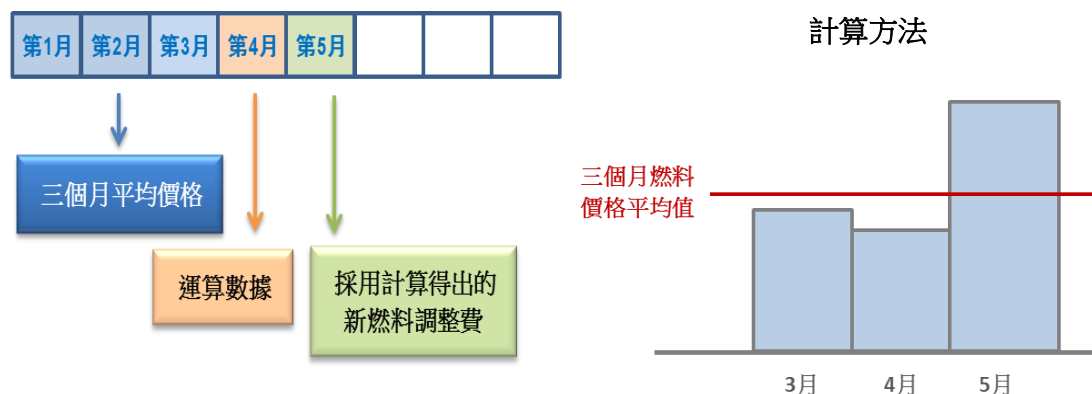 第1月 第2月 第3月 第4月 第5月
三個月平均價格
運算數據
採用計算得出的
新燃料調整費
計算方法
三個月燃料
價格平均值
3月 4月 5月